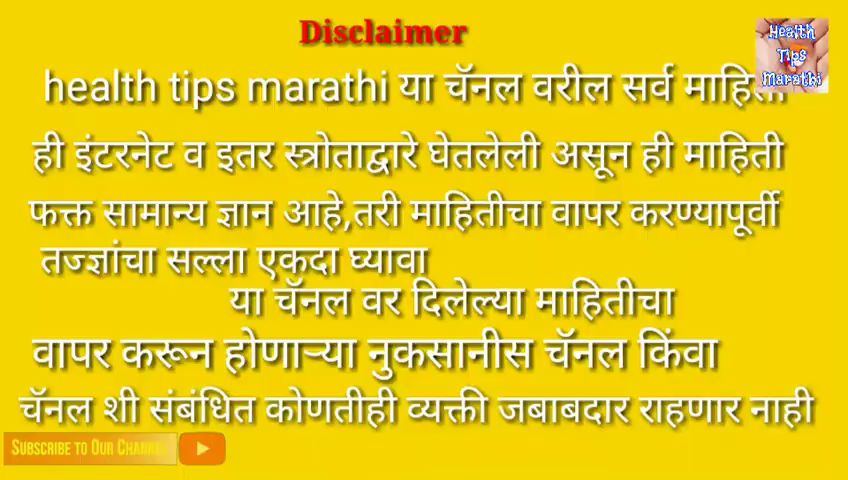 Disclaimer
Health
Tips
Marathi
health tips marathi या चॅनल वरील सर्व माहिती
ही इंटरनेट व इतर स्त्रोताद्वारे घेतलेली असून ही माहिती
फक्त सामान्य ज्ञान आहे,तरी माहितीचा वापर करण्यापूर्वी
तज्ज्ञांचा सल्ला एकदा घ्यावा
या चॅनल वर दिलेल्या माहितीचा
वापर करून होणाऱ्या नुकसानीस चॅनल किंवा
चॅनल शी संबंधित कोणतीही व्यक्ती जबाबदार राहणार नाही
SUBSCRIBE TO OUR CHANNEL